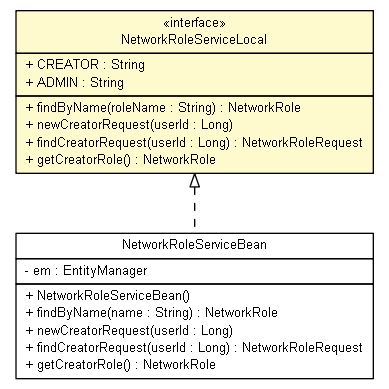 «interface»
NetworkRoleServiceLocal
+ CREATOR : String
+ ADMIN : String
+ findByName(roleName : String) : NetworkRole
+ newCreatorRequest(userId : Long)
+ findCreatorRequest(userId : Long) : NetworkRoleRequest
+ getCreatorRole() : NetworkRole
NetworkRoleServiceBean
- em : EntityManager
+ NetworkRoleServiceBean()
+ findByName(name : String) : NetworkRole
+ newCreatorRequest(userId : Long)
+ findCreatorRequest(userId : Long) : NetworkRoleRequest
+ getCreatorRole() : NetworkRole